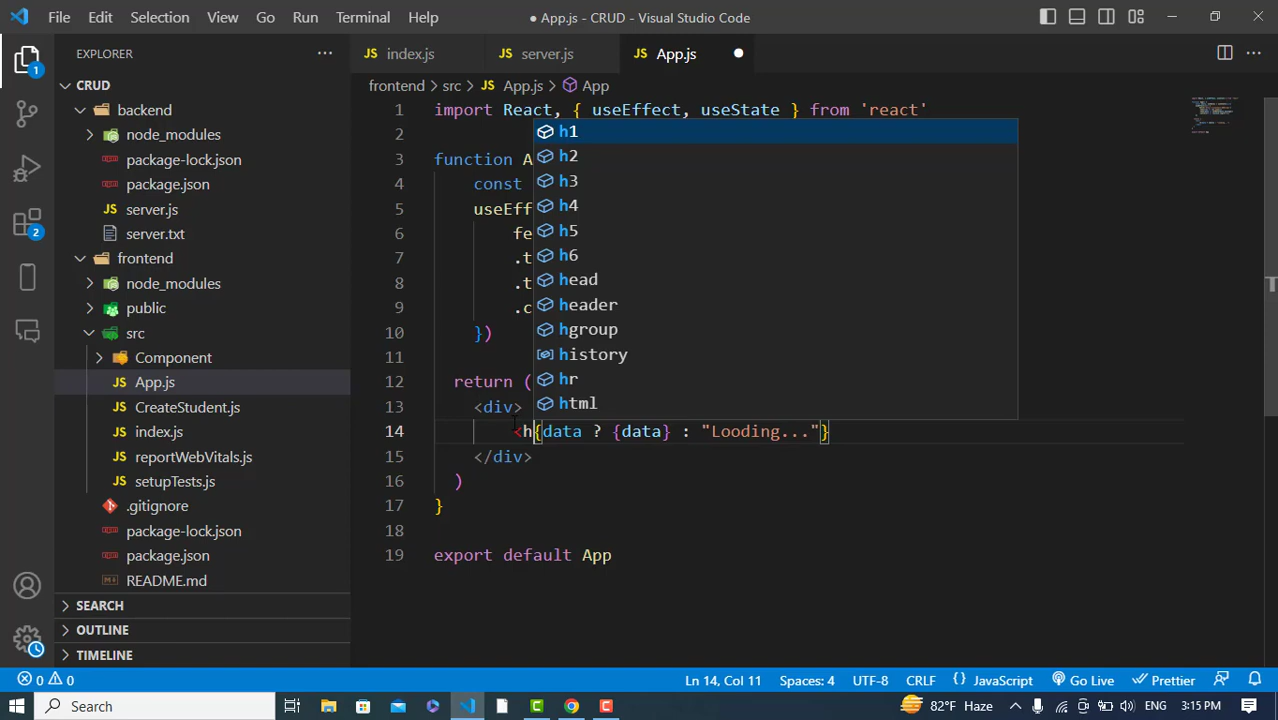 File Edit Selection View Go Run Terminal Help
● App.js - CRUD - Visual Studio Code
EXPLORER
index.js
server.js
App.js
frontend > src > App.js > App
1
CRUD
backend
node_modules
package-lock.json
package.json
server.js
server.txt
frontend
node_modules
public
src
Component
App.js
CreateStudent.js
index.js
reportWebVitals.js
setupTests.js
.gitignore
package-lock.json
package.json
README.md
SEARCH
OUTLINE
TIMELINE
2
1 import React, { useEffect, useState } from 'react'
2
3 function A
4 const
5 useEff
6 fe
7 .t
8 .t
9 .c
10 })
11
12 return (
13 <div>
14 <h{data ? {data} : "Looding..."}
15 </div>
16 )
17 }
18
19 export default App
h1
h2
h3
h4
h5
h6
head
header
hgroup
history
hr
html
0 0
Ln 14, Col 11 Spaces: 4 UTF-8 CRLF {} JavaScript Go Live Prettier
Search
82°F Haze
ENG
3:15 PM